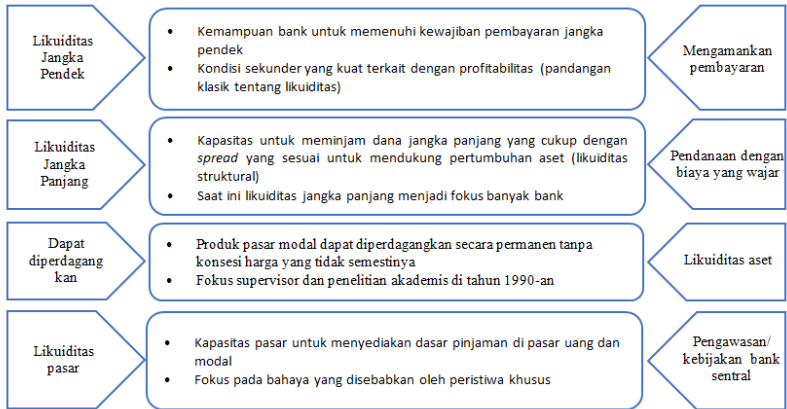 Likuiditas
Jangka
Pendek
• Kemampuan bank untuk memenuhi kewajiban pembayaran jangka
pendek
• Kondisi sekunder yang kuat terkait dengan profitabilitas (pandangan
klasik tentang likuiditas)
Mengamankan
pembayaran
Likuiditas
Jangka
Panjang
• Kapasitas untuk meminjam dana jangka panjang yang cukup dengan
spread yang sesuai untuk mendukung pertumbuhan aset (likuiditas
struktural)
• Saat ini likuiditas jangka panjang menjadi fokus banyak bank
Pendanaan dengan
biaya yang wajar
Dapat
diperdagang
kan
• Produk pasar modal dapat diperdagangkan secara permanen tanpa
konsesi harga yang tidak semestinya
• Fokus supervisor dan penelitian akademis di tahun 1990-an
Likuiditas aset
Likuiditas
pasar
• Kapasitas pasar untuk menyediakan dasar pinjaman di pasar uang dan
modal
• Fokus pada bahaya yang disebabkan oleh peristiwa khusus
Pengawasan/
kebijakan bank
sentral